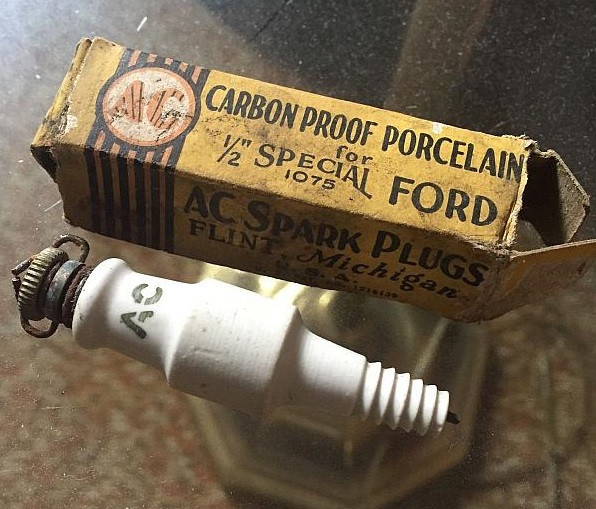 AC
CARBON PROOF PORCELAIN
for
1/2" SPECIAL FORD
1075
AC SPARK PLUGS
FLINT, Michigan
AC